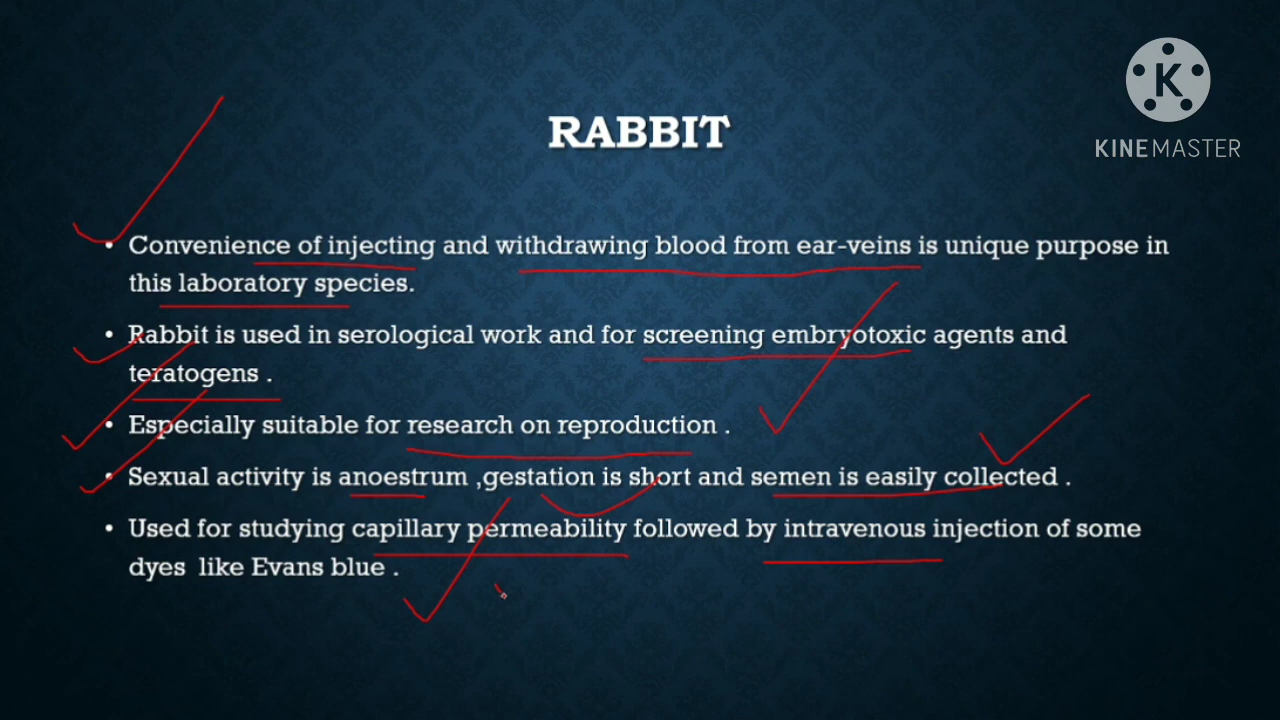 K
KINEMASTER
RABBIT
• Convenience of injecting and withdrawing blood from ear-veins is unique purpose in
this laboratory species.
• Rabbit is used in serological work and for screening embryotoxic agents and
teratogens .
• Especially suitable for research on reproduction .
• Sexual activity is anoestrum ,gestation is short and semen is easily collected .
• Used for studying capillary permeability followed by intravenous injection of some
dyes  like Evans blue .